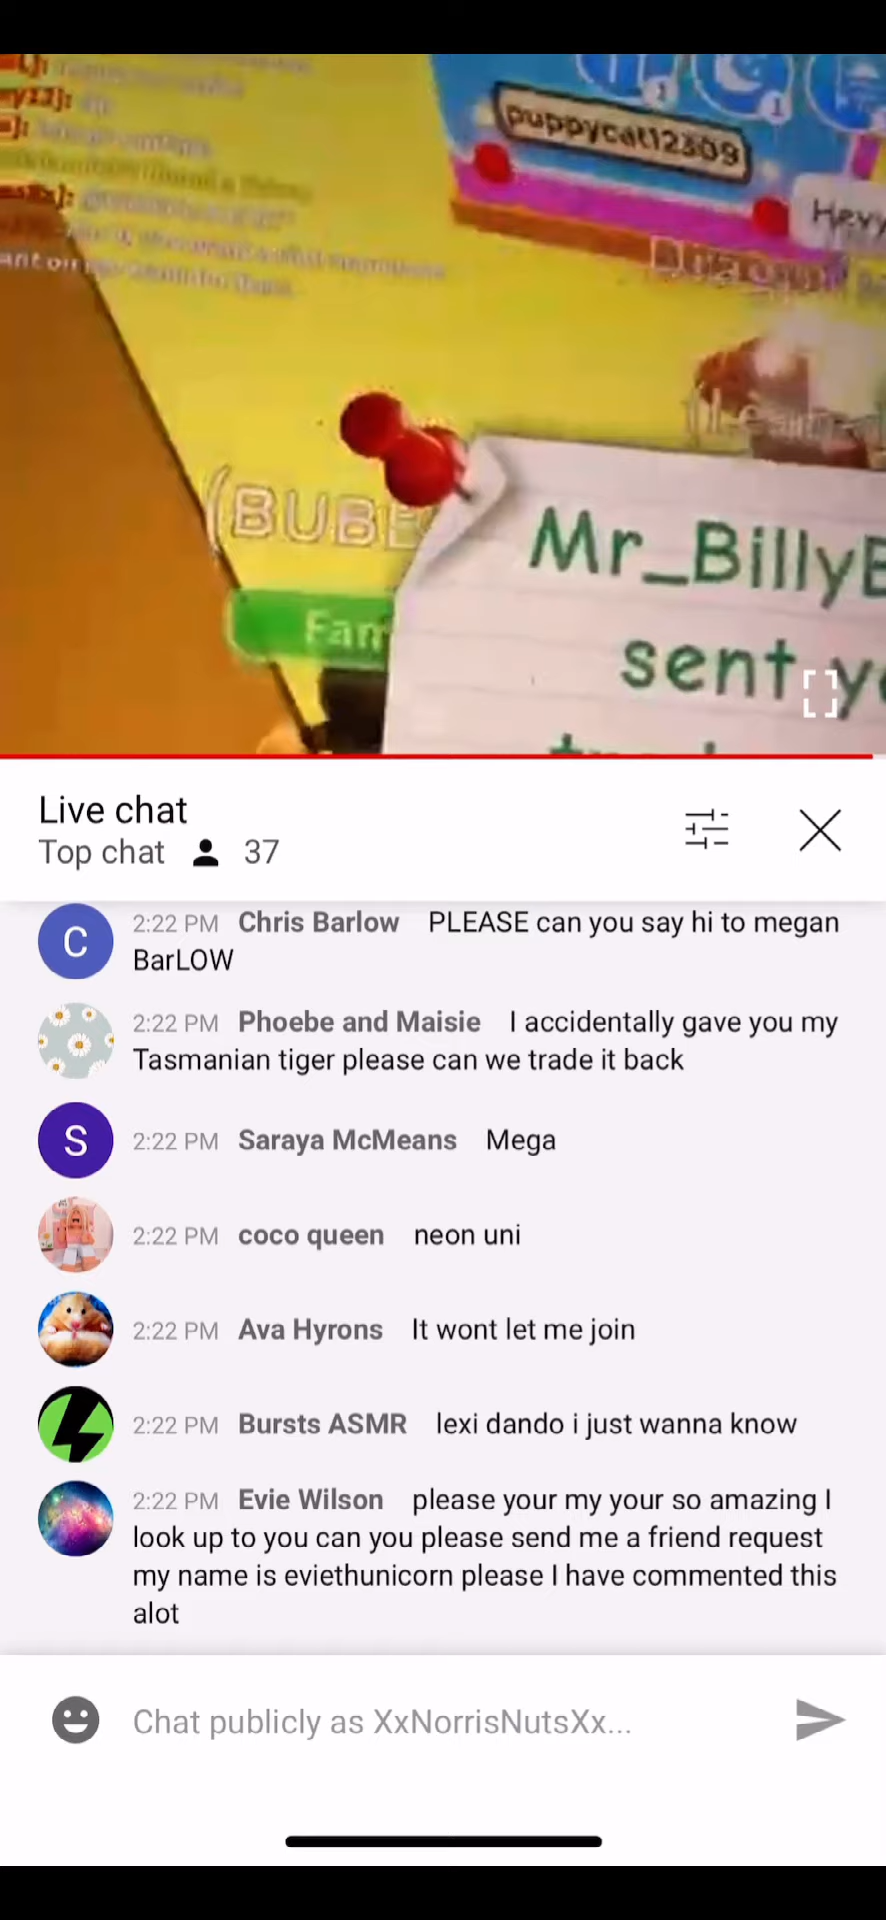 puppycat12309
Hevy
(BUBE
Fam
Mr_BillyB
sent yo
Live chat
Top chat 37
2:22 PM Chris Barlow PLEASE can you say hi to megan
BarLOW
2:22 PM Phoebe and Maisie I accidentally gave you my
Tasmanian tiger please can we trade it back
2:22 PM Saraya McMeans Mega
2:22 PM coco queen neon uni
2:22 PM Ava Hyrons It wont let me join
2:22 PM Bursts ASMR lexi dando i just wanna know
2:22 PM Evie Wilson please your my your so amazing I
look up to you can you please send me a friend request
my name is eviethunicorn please I have commented this
alot
Chat publicly as XxNorrisNutsXx...